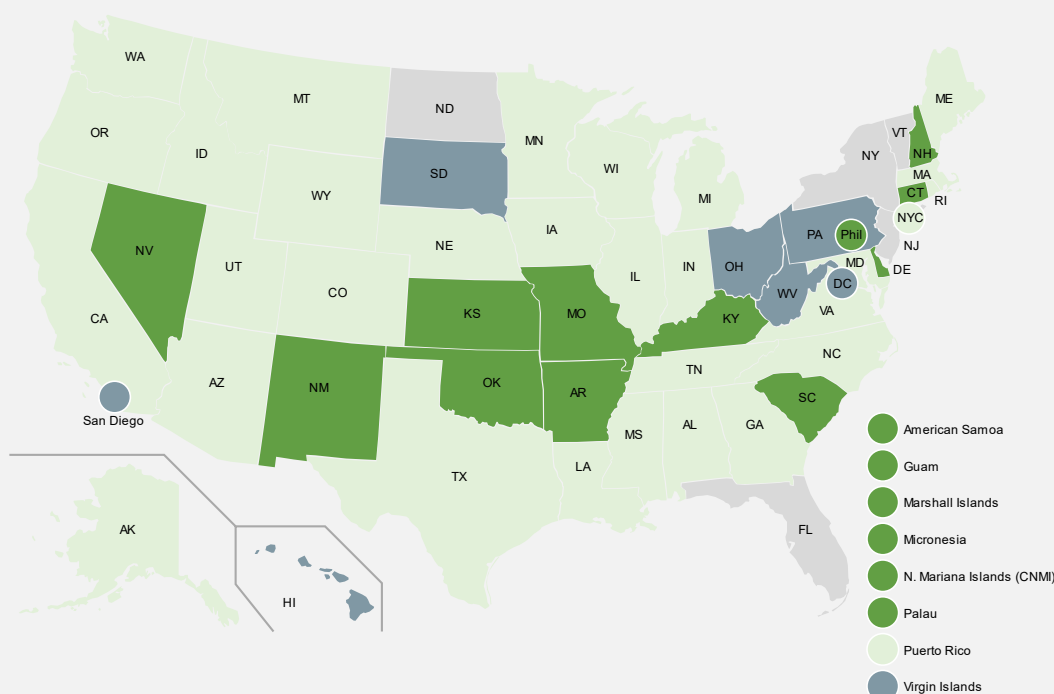 WA
MT
ND
ME
OR
ID
MN
VT
NY
NH
WI
SD
MA
WY
MI
CT
RI
NYC
IA
NV
NE
PA
Phil
NJ
UT
IN
OH
MD
DE
IL
DC
CO
WV
CA
KS
MO
KY
VA
NC
AZ
NM
OK
AR
TN
San Diego
SC
MS
AL
GA
TX
LA
American Samoa
Guam
Marshall Islands
AK
FL
Micronesia
N. Mariana Islands (CNMI)
HI
Palau
Puerto Rico
Virgin Islands